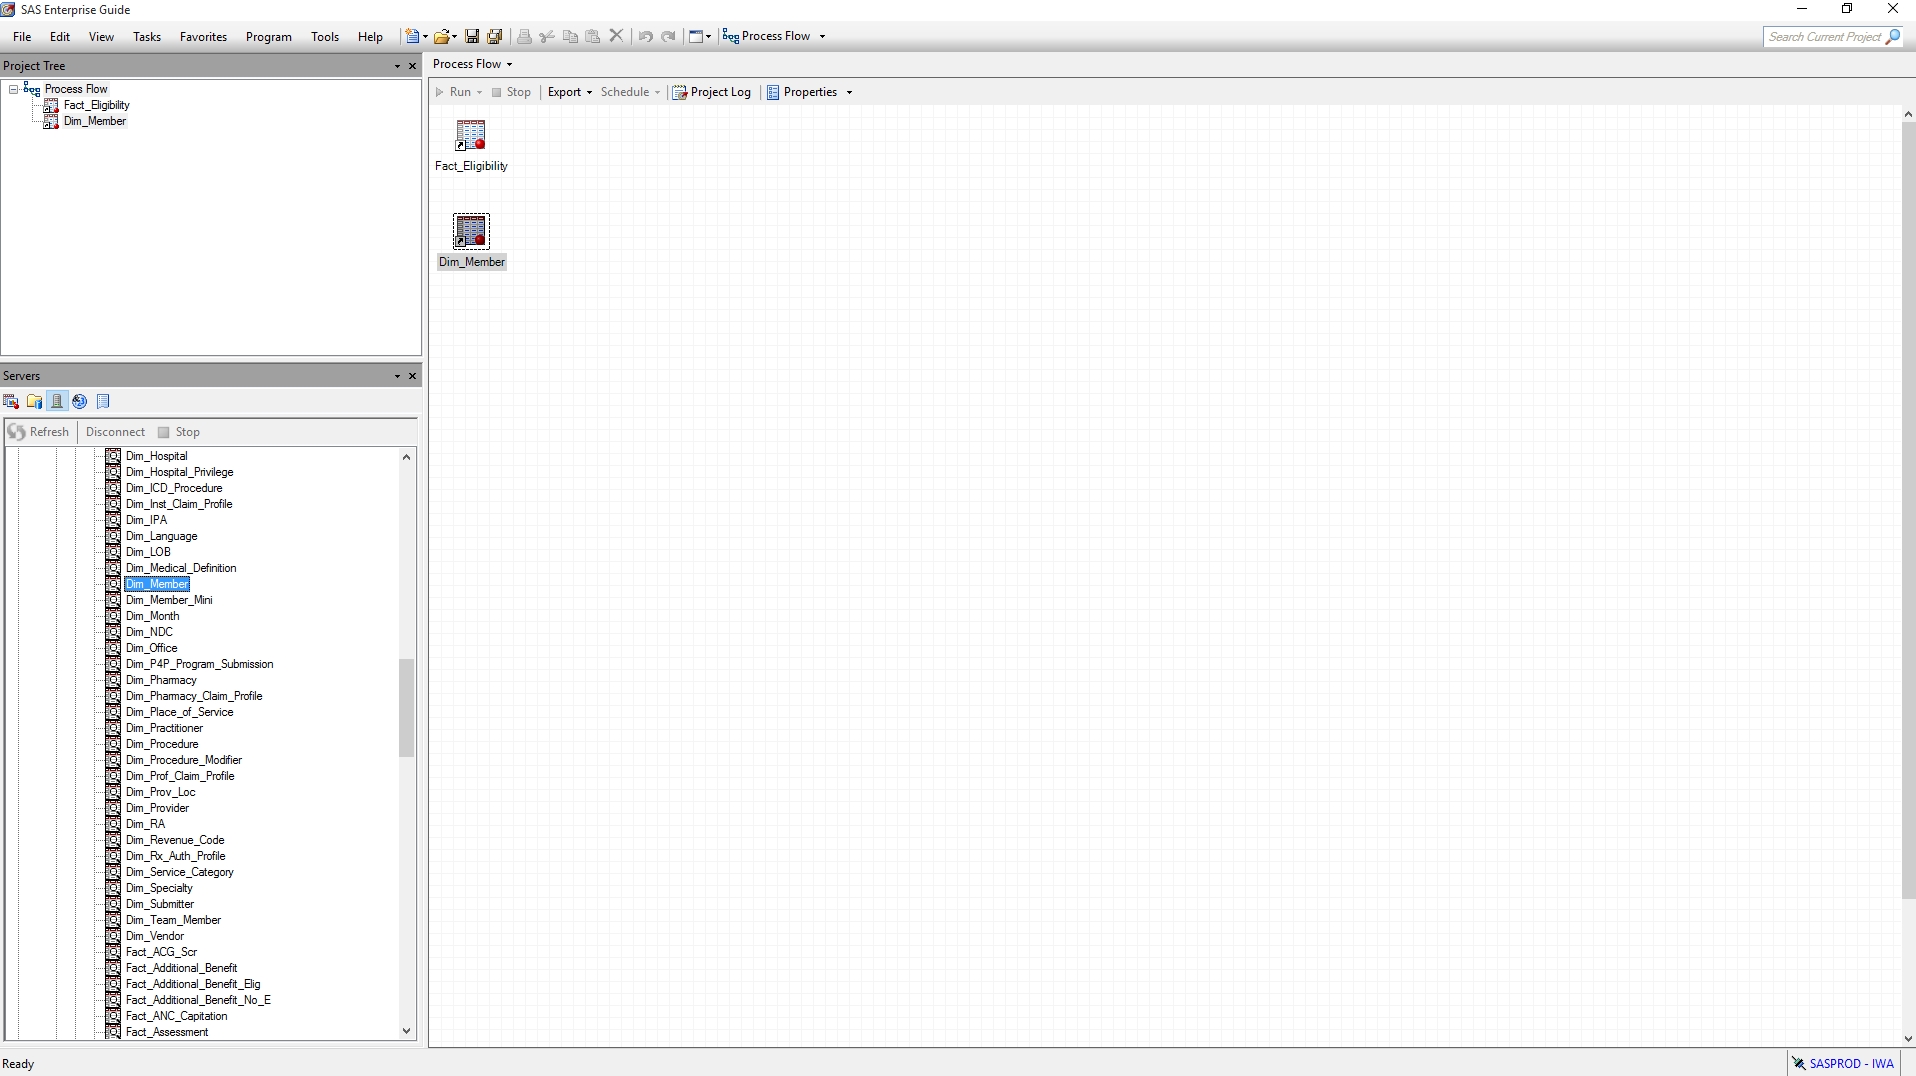 SAS Enterprise Guide
File Edit View Tasks Favorites Program Tools Help Process Flow Search Current Project
Project Tree
Process Flow
Fact_Eligibility
Dim_Member
Process Flow
Run Stop Export Schedule Project Log Properties
Fact_Eligibility
Dim_Member
Servers
Refresh Disconnect Stop
Dim_Hospital
Dim_Hospital_Privilege
Dim_ICD_Procedure
Dim_Inst_Claim_Profile
Dim_IPA
Dim_Language
Dim_LOB
Dim_Medical_Definition
Dim_Member
Dim_Member_Mini
Dim_Month
Dim_NDC
Dim_Office
Dim_P4P_Program_Submission
Dim_Pharmacy
Dim_Pharmacy_Claim_Profile
Dim_Place_of_Service
Dim_Practitioner
Dim_Procedure
Dim_Procedure_Modifier
Dim_Prof_Claim_Profile
Dim_Prov_Loc
Dim_Provider
Dim_RA
Dim_Revenue_Code
Dim_Rx_Auth_Profile
Dim_Service_Category
Dim_Specialty
Dim_Submitter
Dim_Team_Member
Dim_Vendor
Fact_ACG_Scr
Fact_Additional_Benefit
Fact_Additional_Benefit_Elig
Fact_Additional_Benefit_No_E
Fact_ANC_Capitation
Fact_Assessment
Ready
SASPROD - IWA